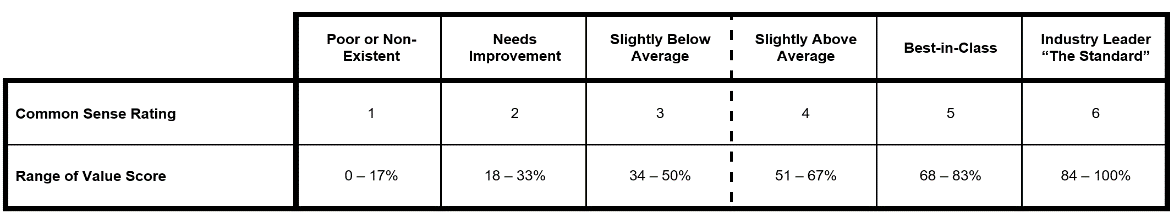 Poor or Non-
Existent
Needs
Improvement
Slightly Below
Average
Slightly Above
Average
Best-in-Class
Industry Leader
“The Standard”
Common Sense Rating
1
2
3
4
5
6
Range of Value Score
0 – 17%
18 – 33%
34 – 50%
51 – 67%
68 – 83%
84 – 100%